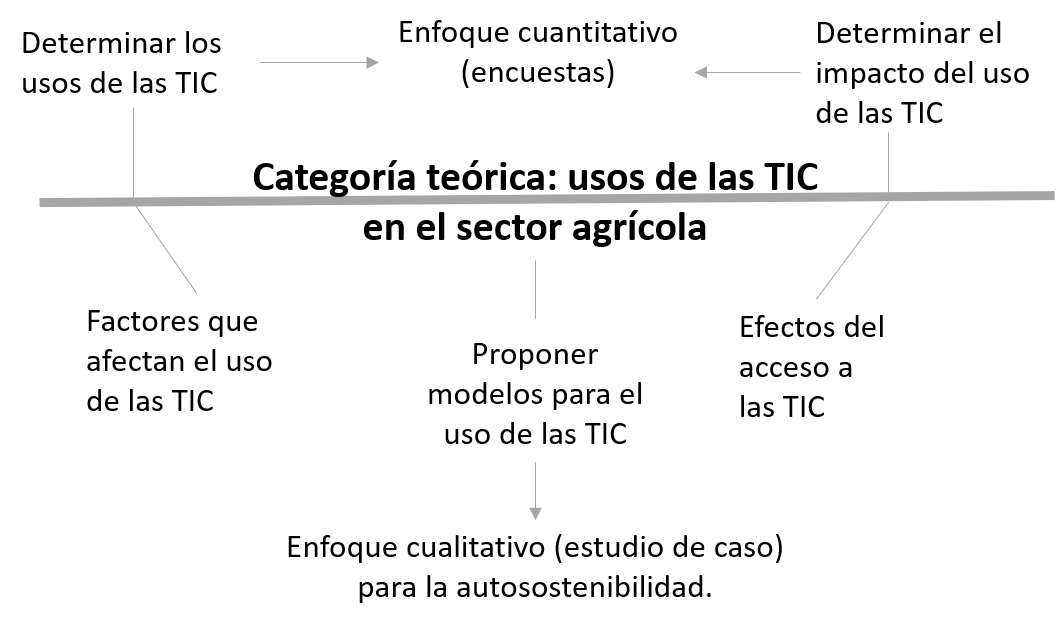 Determinar los
usos de las TIC
Enfoque cuantitativo
(encuestas)
Determinar el
impacto del uso
de las TIC
Categoría teórica: usos de las TIC
en el sector agrícola
Factores que
afectan el uso
de las TIC
Proponer
modelos para el
uso de las TIC
Efectos del
acceso a
las TIC
Enfoque cualitativo (estudio de caso)
para la autosostenibilidad.